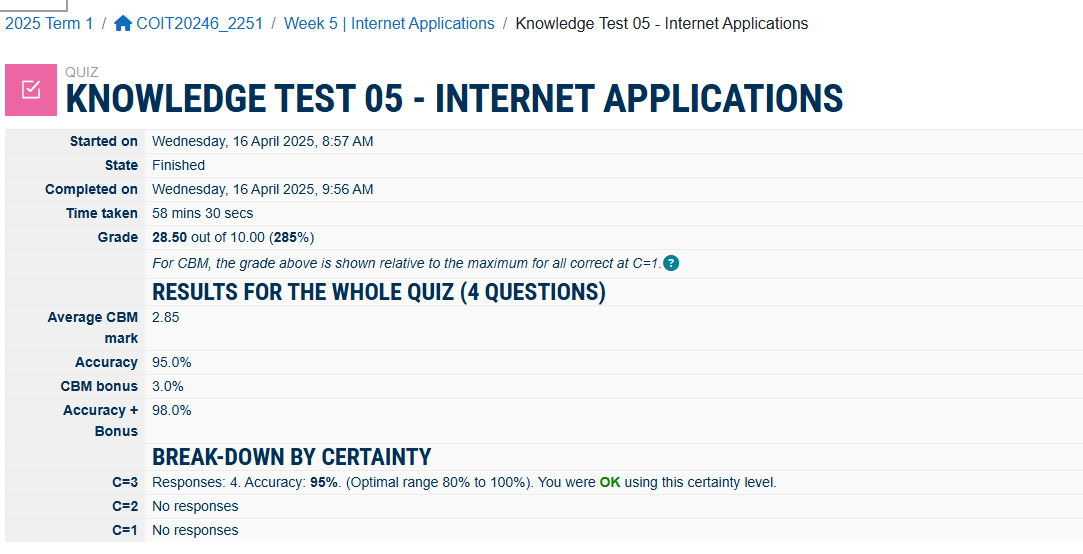 2025 Term 1 / COIT20246_2251 / Week 5 | Internet Applications / Knowledge Test 05 - Internet Applications
QUIZ
KNOWLEDGE TEST 05 - INTERNET APPLICATIONS
Started on Wednesday, 16 April 2025, 8:57 AM
State Finished
Completed on Wednesday, 16 April 2025, 9:56 AM
Time taken 58 mins 30 secs
Grade 28.50 out of 10.00 (285%)
For CBM, the grade above is shown relative to the maximum for all correct at C=1. ?
RESULTS FOR THE WHOLE QUIZ (4 QUESTIONS)
Average CBM 2.85
mark
Accuracy 95.0%
CBM bonus 3.0%
Accuracy + 98.0%
Bonus
BREAK-DOWN BY CERTAINTY
C=3 Responses: 4. Accuracy: 95%. (Optimal range 80% to 100%). You were OK using this certainty level.
C=2 No responses
C=1 No responses